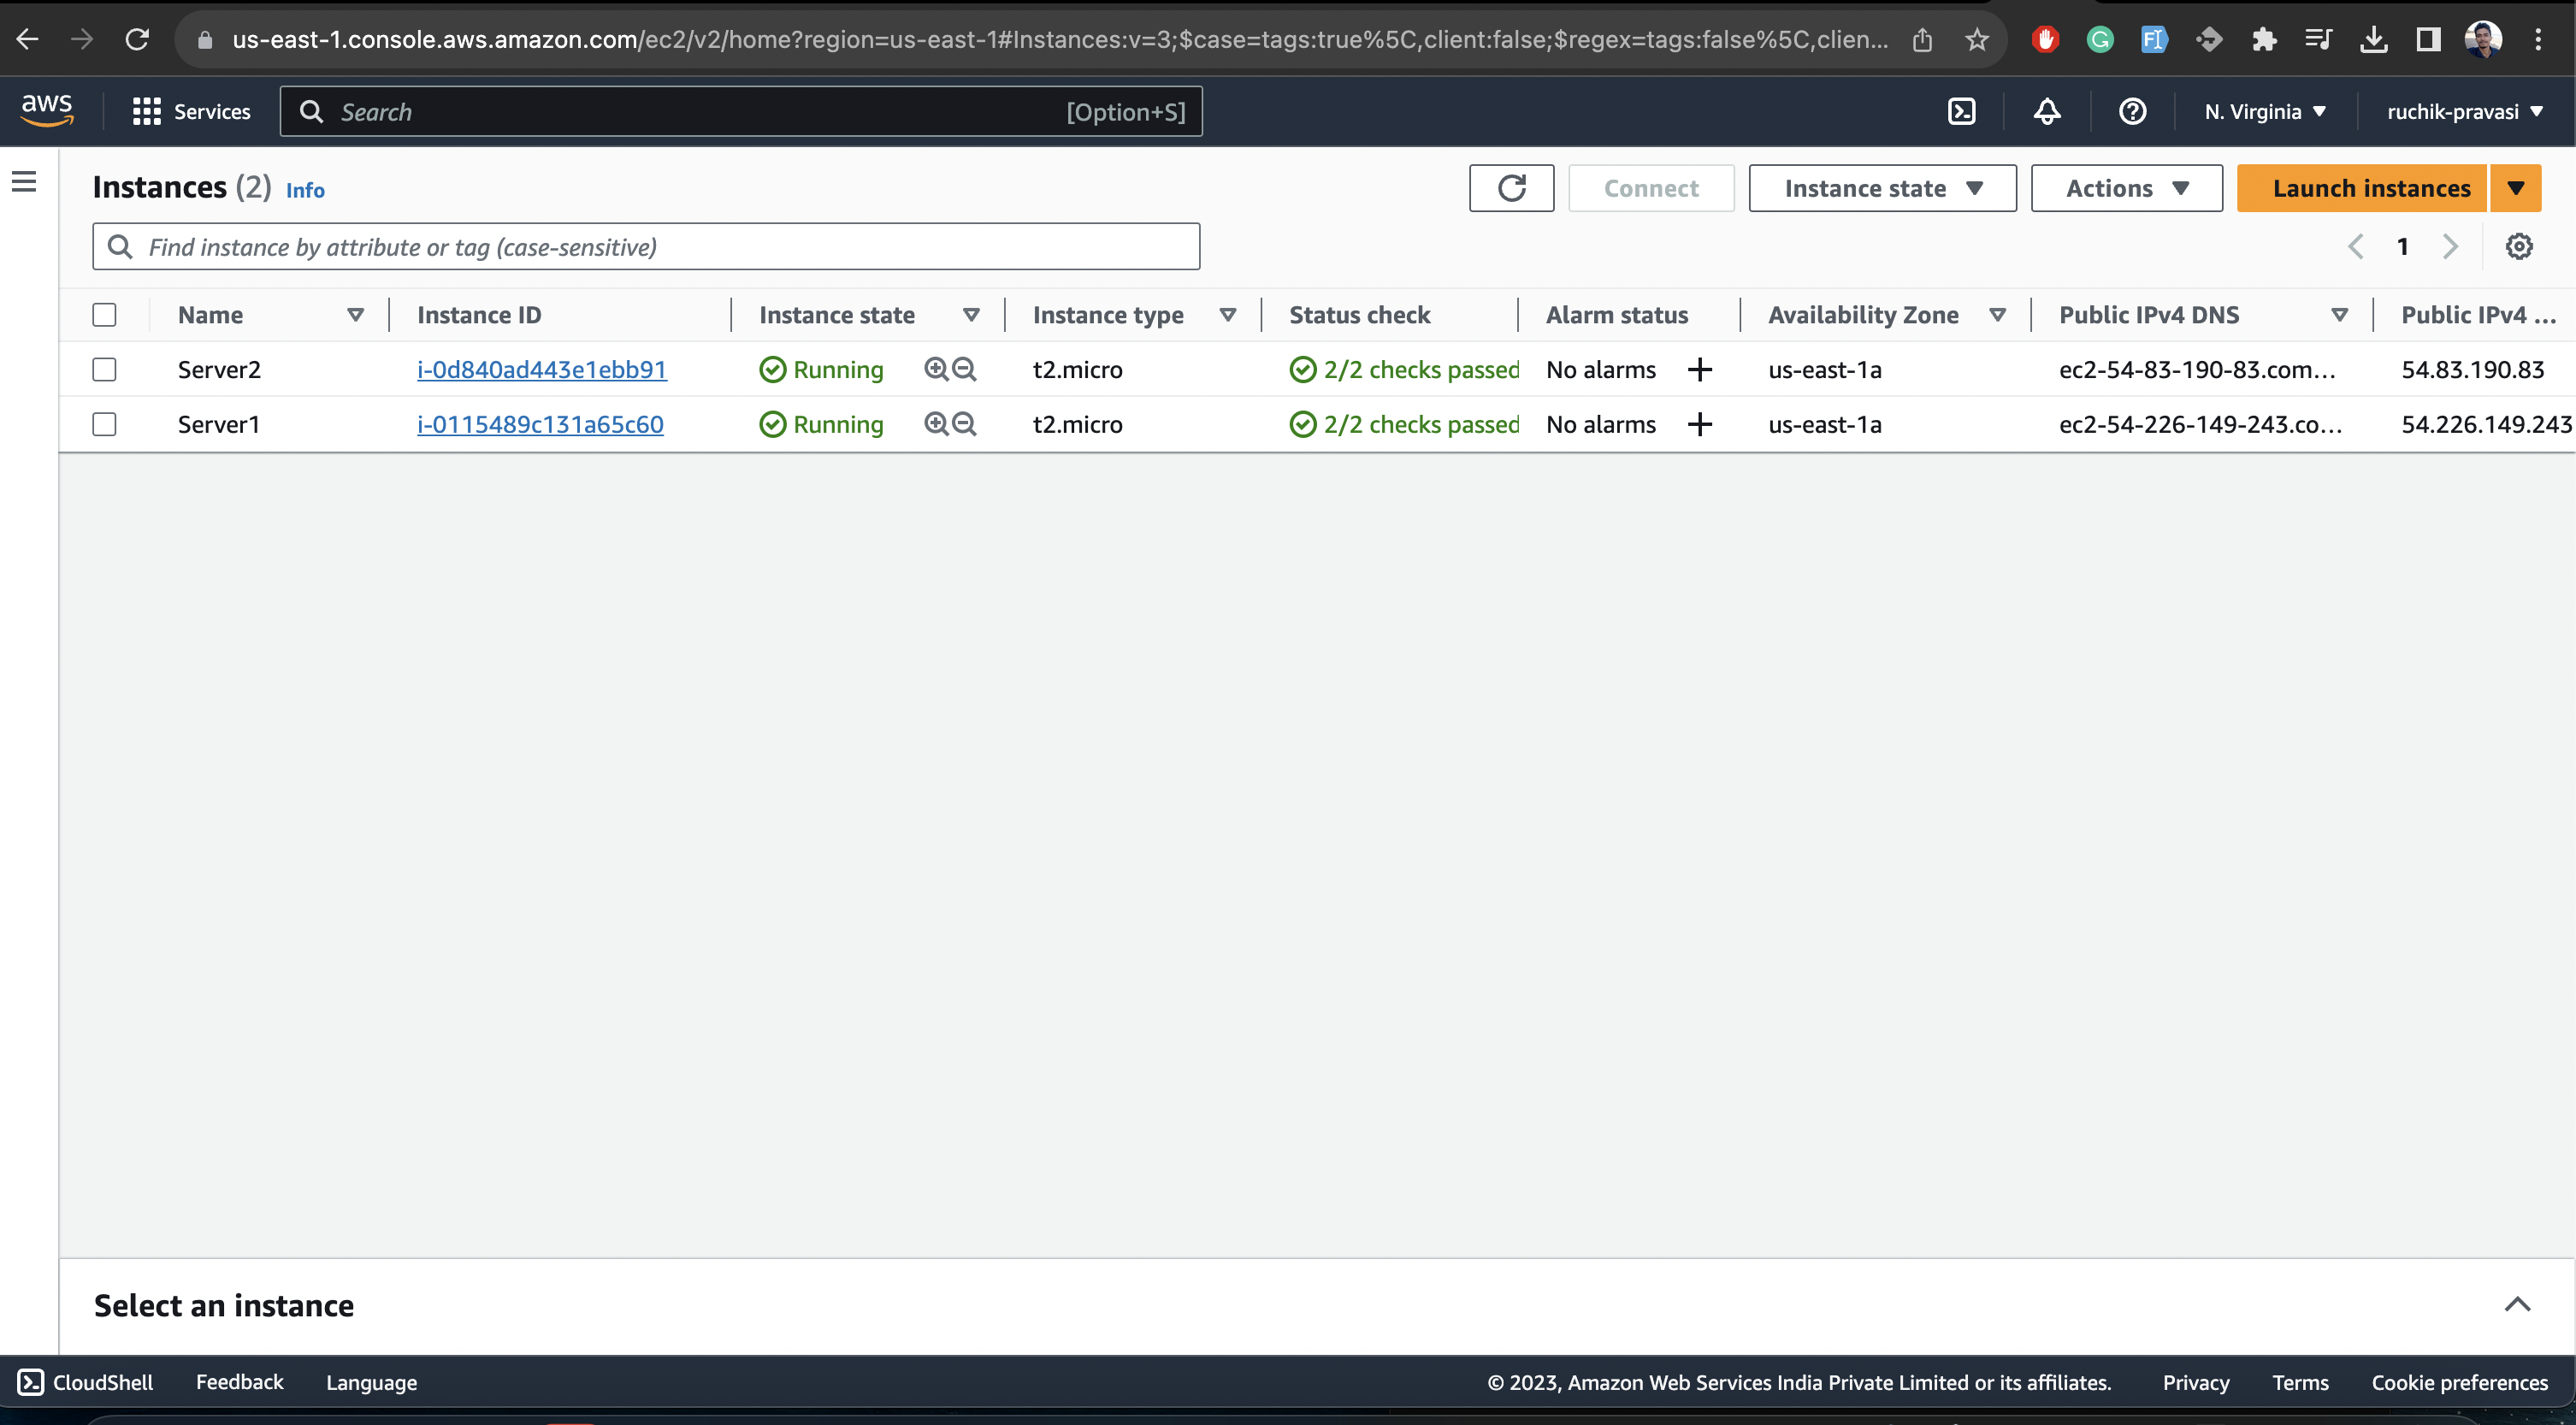 us-east-1.console.aws.amazon.com/ec2/v2/home?region=us-east-1#Instances:v=3;$case=tags:true%5C,client:false;$regex=tags:false%5C,clien...
aws Services Search [Option+S] N. Virginia ruchik-pravasi
Instances (2) Info Connect Instance state Actions Launch instances
Find instance by attribute or tag (case-sensitive) 1
Name Instance ID Instance state Instance type Status check Alarm status Availability Zone Public IPv4 DNS Public IPv4 ...
Server2 i-0d840ad443e1ebb91 Running t2.micro 2/2 checks passed No alarms us-east-1a ec2-54-83-190-83.com... 54.83.190.83
Server1 i-0115489c131a65c60 Running t2.micro 2/2 checks passed No alarms us-east-1a ec2-54-226-149-243.co... 54.226.149.243
Select an instance
CloudShell Feedback Language © 2023, Amazon Web Services India Private Limited or its affiliates. Privacy Terms Cookie preferences